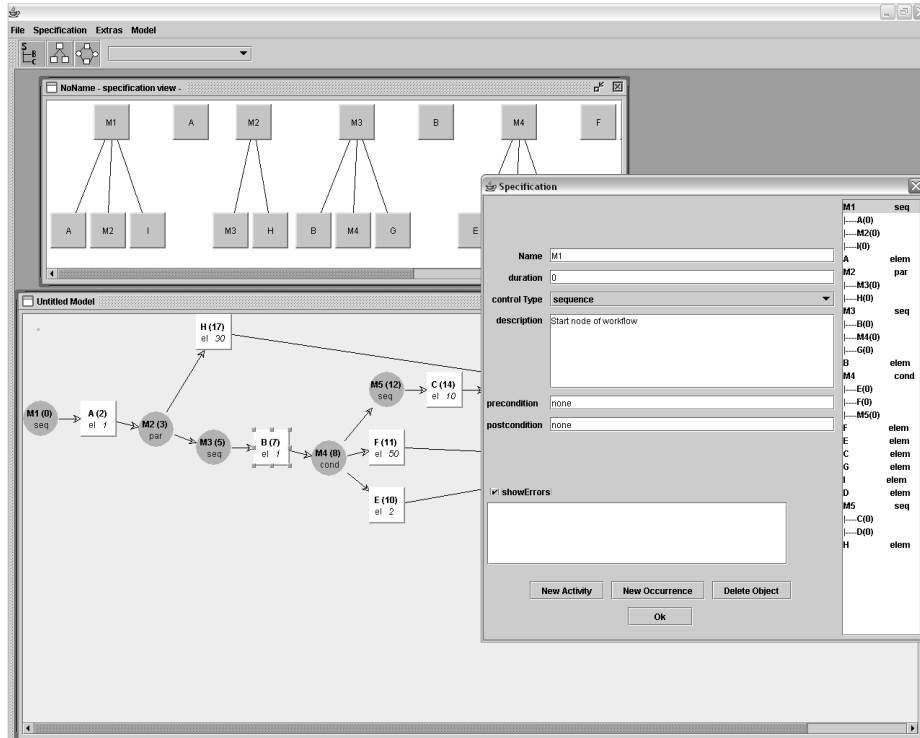 File Specification Extras Model
S
B
C
NoName - specification view -
M1 A M2 M3 B M4 F
A M2 I M3 H B M4 G E
Untitled Model
H (17)
el 30
M5 (12)
seq
C (14)
el 10
M1 (0)
seq
A (2)
el 1
M2 (3)
par
M3 (5)
seq
B (7)
el 1
M4 (8)
cond
F (11)
el 50
E (10)
el 2
Specification
Name M1
duration 0
control Type sequence
description Start node of workflow
precondition none
postcondition none
showErrors
New Activity New Occurrence Delete Object
Ok
M1 seq
|----A(0)
|----M2(0)
|----I(0)
A elem
M2 par
|----M3(0)
|----H(0)
M3 seq
|----B(0)
|----M4(0)
|----G(0)
B elem
M4 cond
|----E(0)
|----F(0)
|----M5(0)
F elem
E elem
C elem
G elem
I elem
D elem
M5 seq
|----C(0)
|----D(0)
H elem